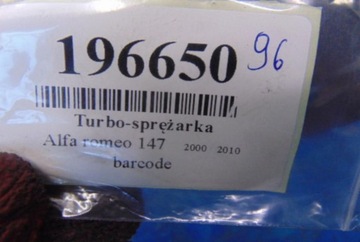 196650 96
Turbo-sprężarka
Alfa romeo 147 2000 2010
barcode